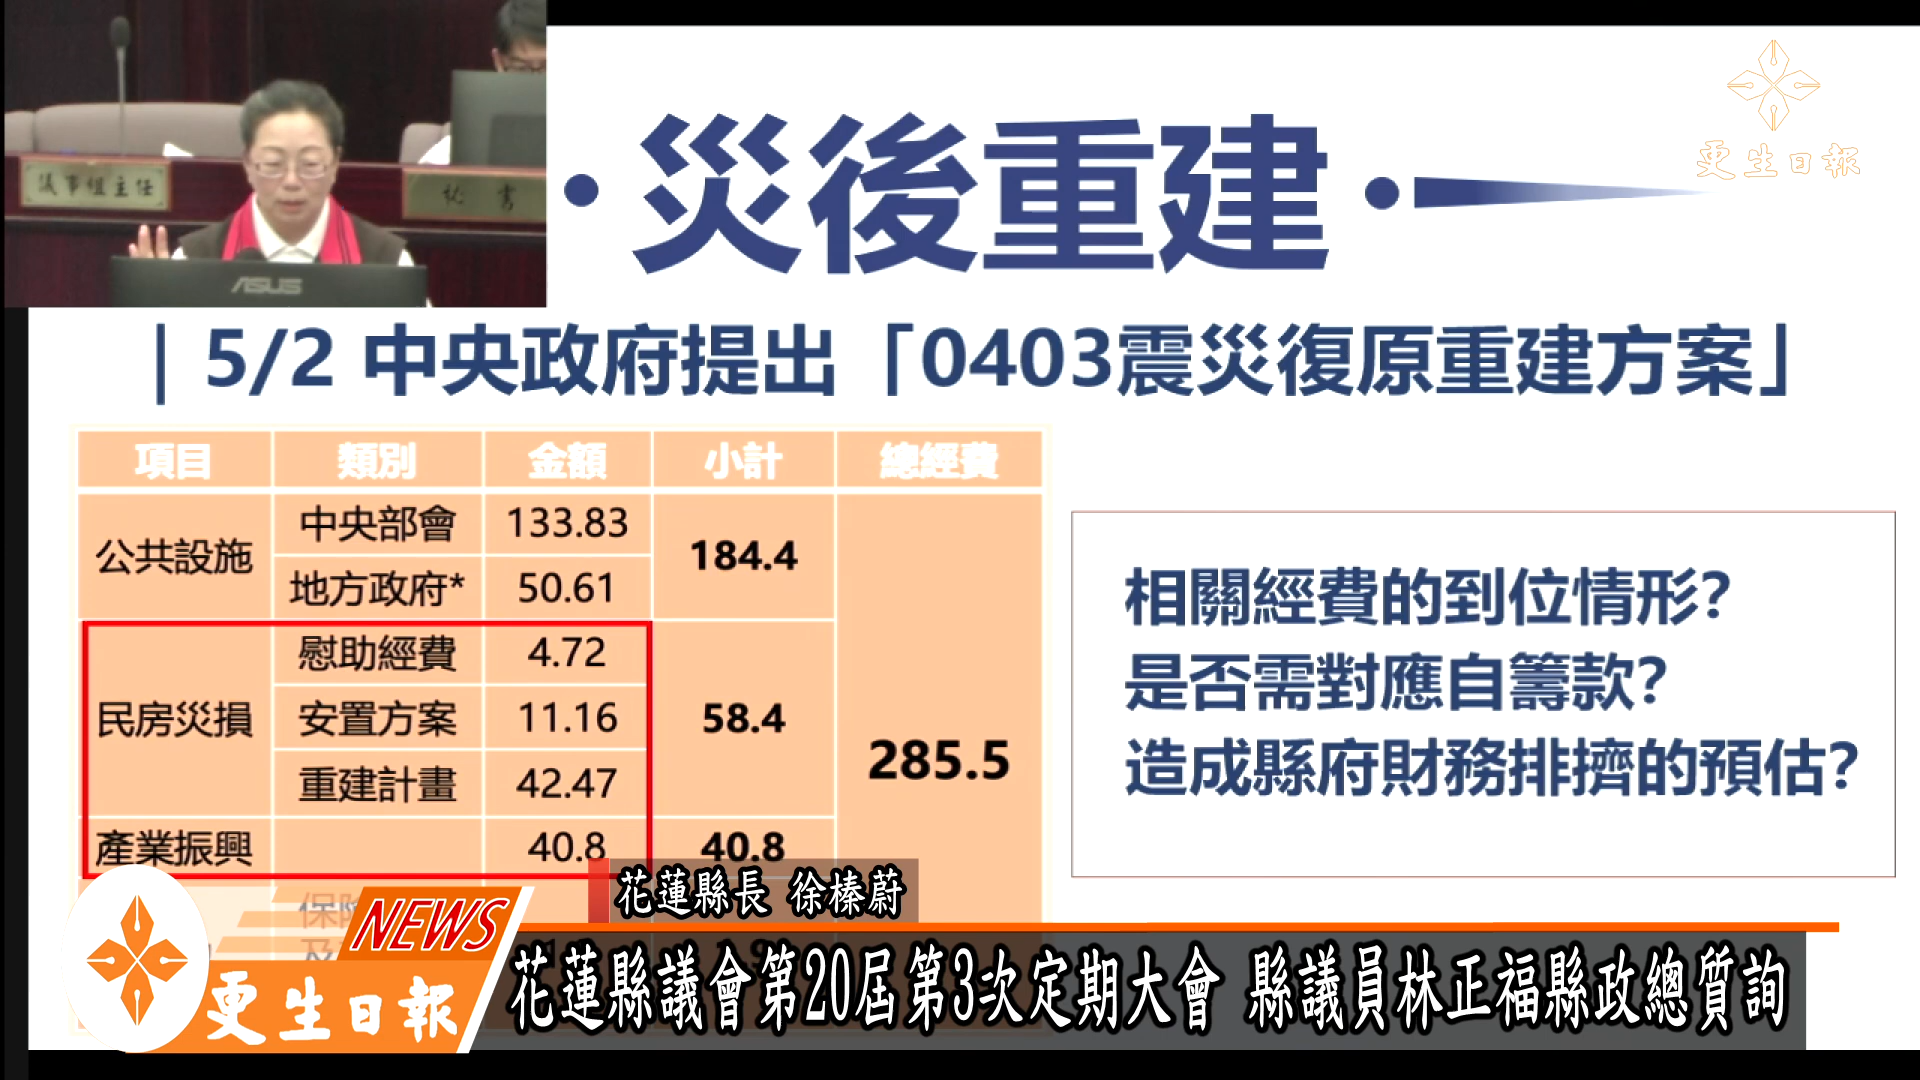 議事組主任
秘書
ASUS
更生日報
災後重建
5/2 中央政府提出「0403震災復原重建方案」
項目 類別 金額 小計 總經費
公共設施 中央部會 133.83 184.4 285.5
地方政府* 50.61
民房災損 慰助經費 4.72 58.4
安置方案 11.16
重建計畫 42.47
產業振興 40.8 40.8
相關經費的到位情形?
是否需對應自籌款?
造成縣府財務排擠的預估?
花蓮縣長 徐榛蔚
NEWS
更生日報
花蓮縣議會第20屆第3次定期大會 縣議員林正福縣政總質詢